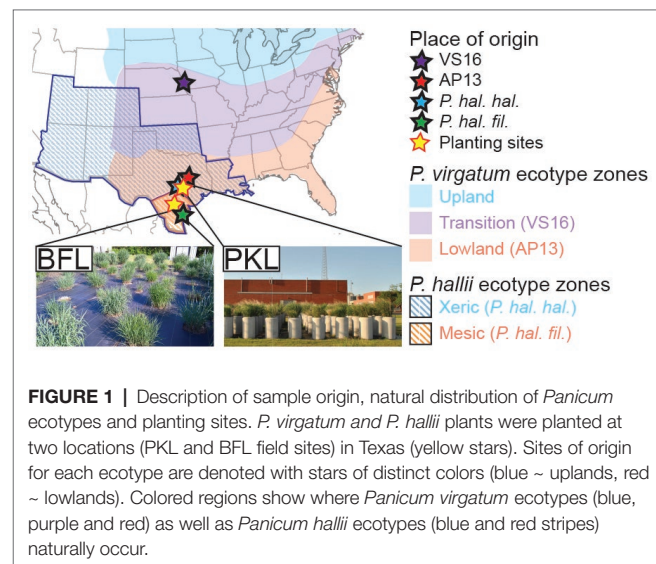 Place of origin
VS16
AP13
P. hal. hal.
P. hal. fil.
Planting sites
P. virgatum ecotype zones
Upland
Transition (VS16)
Lowland (AP13)
P. hallii ecotype zones
Xeric (P. hal. hal.)
Mesic (P. hal. fil.)
BFL
PKL
FIGURE 1 | Description of sample origin, natural distribution of Panicum
ecotypes and planting sites. P. virgatum and P. hallii plants were planted at
two locations (PKL and BFL field sites) in Texas (yellow stars). Sites of origin
for each ecotype are denoted with stars of distinct colors (blue ~ uplands, red
~ lowlands). Colored regions show where Panicum virgatum ecotypes (blue,
purple and red) as well as Panicum hallii ecotypes (blue and red stripes)
naturally occur.